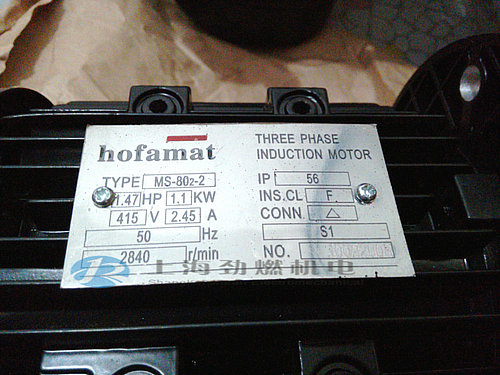 hofamat
THREE PHASE
INDUCTION MOTOR
TYPE MS-802-2
1.47 HP 1.1 KW
415 V 2.45 A
50 Hz
2840 r/min
IP 56
INS.CL F
CONN △
S1
NO.
上海劲燃机电